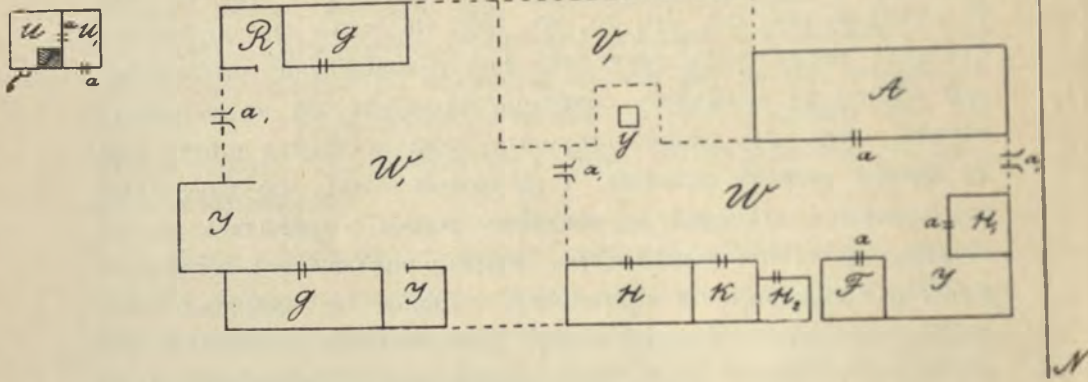 U a U,
a
R g V,
A
a,
y
a a, a,
W, W
y a H,
a
g y H K H₂ F y
N